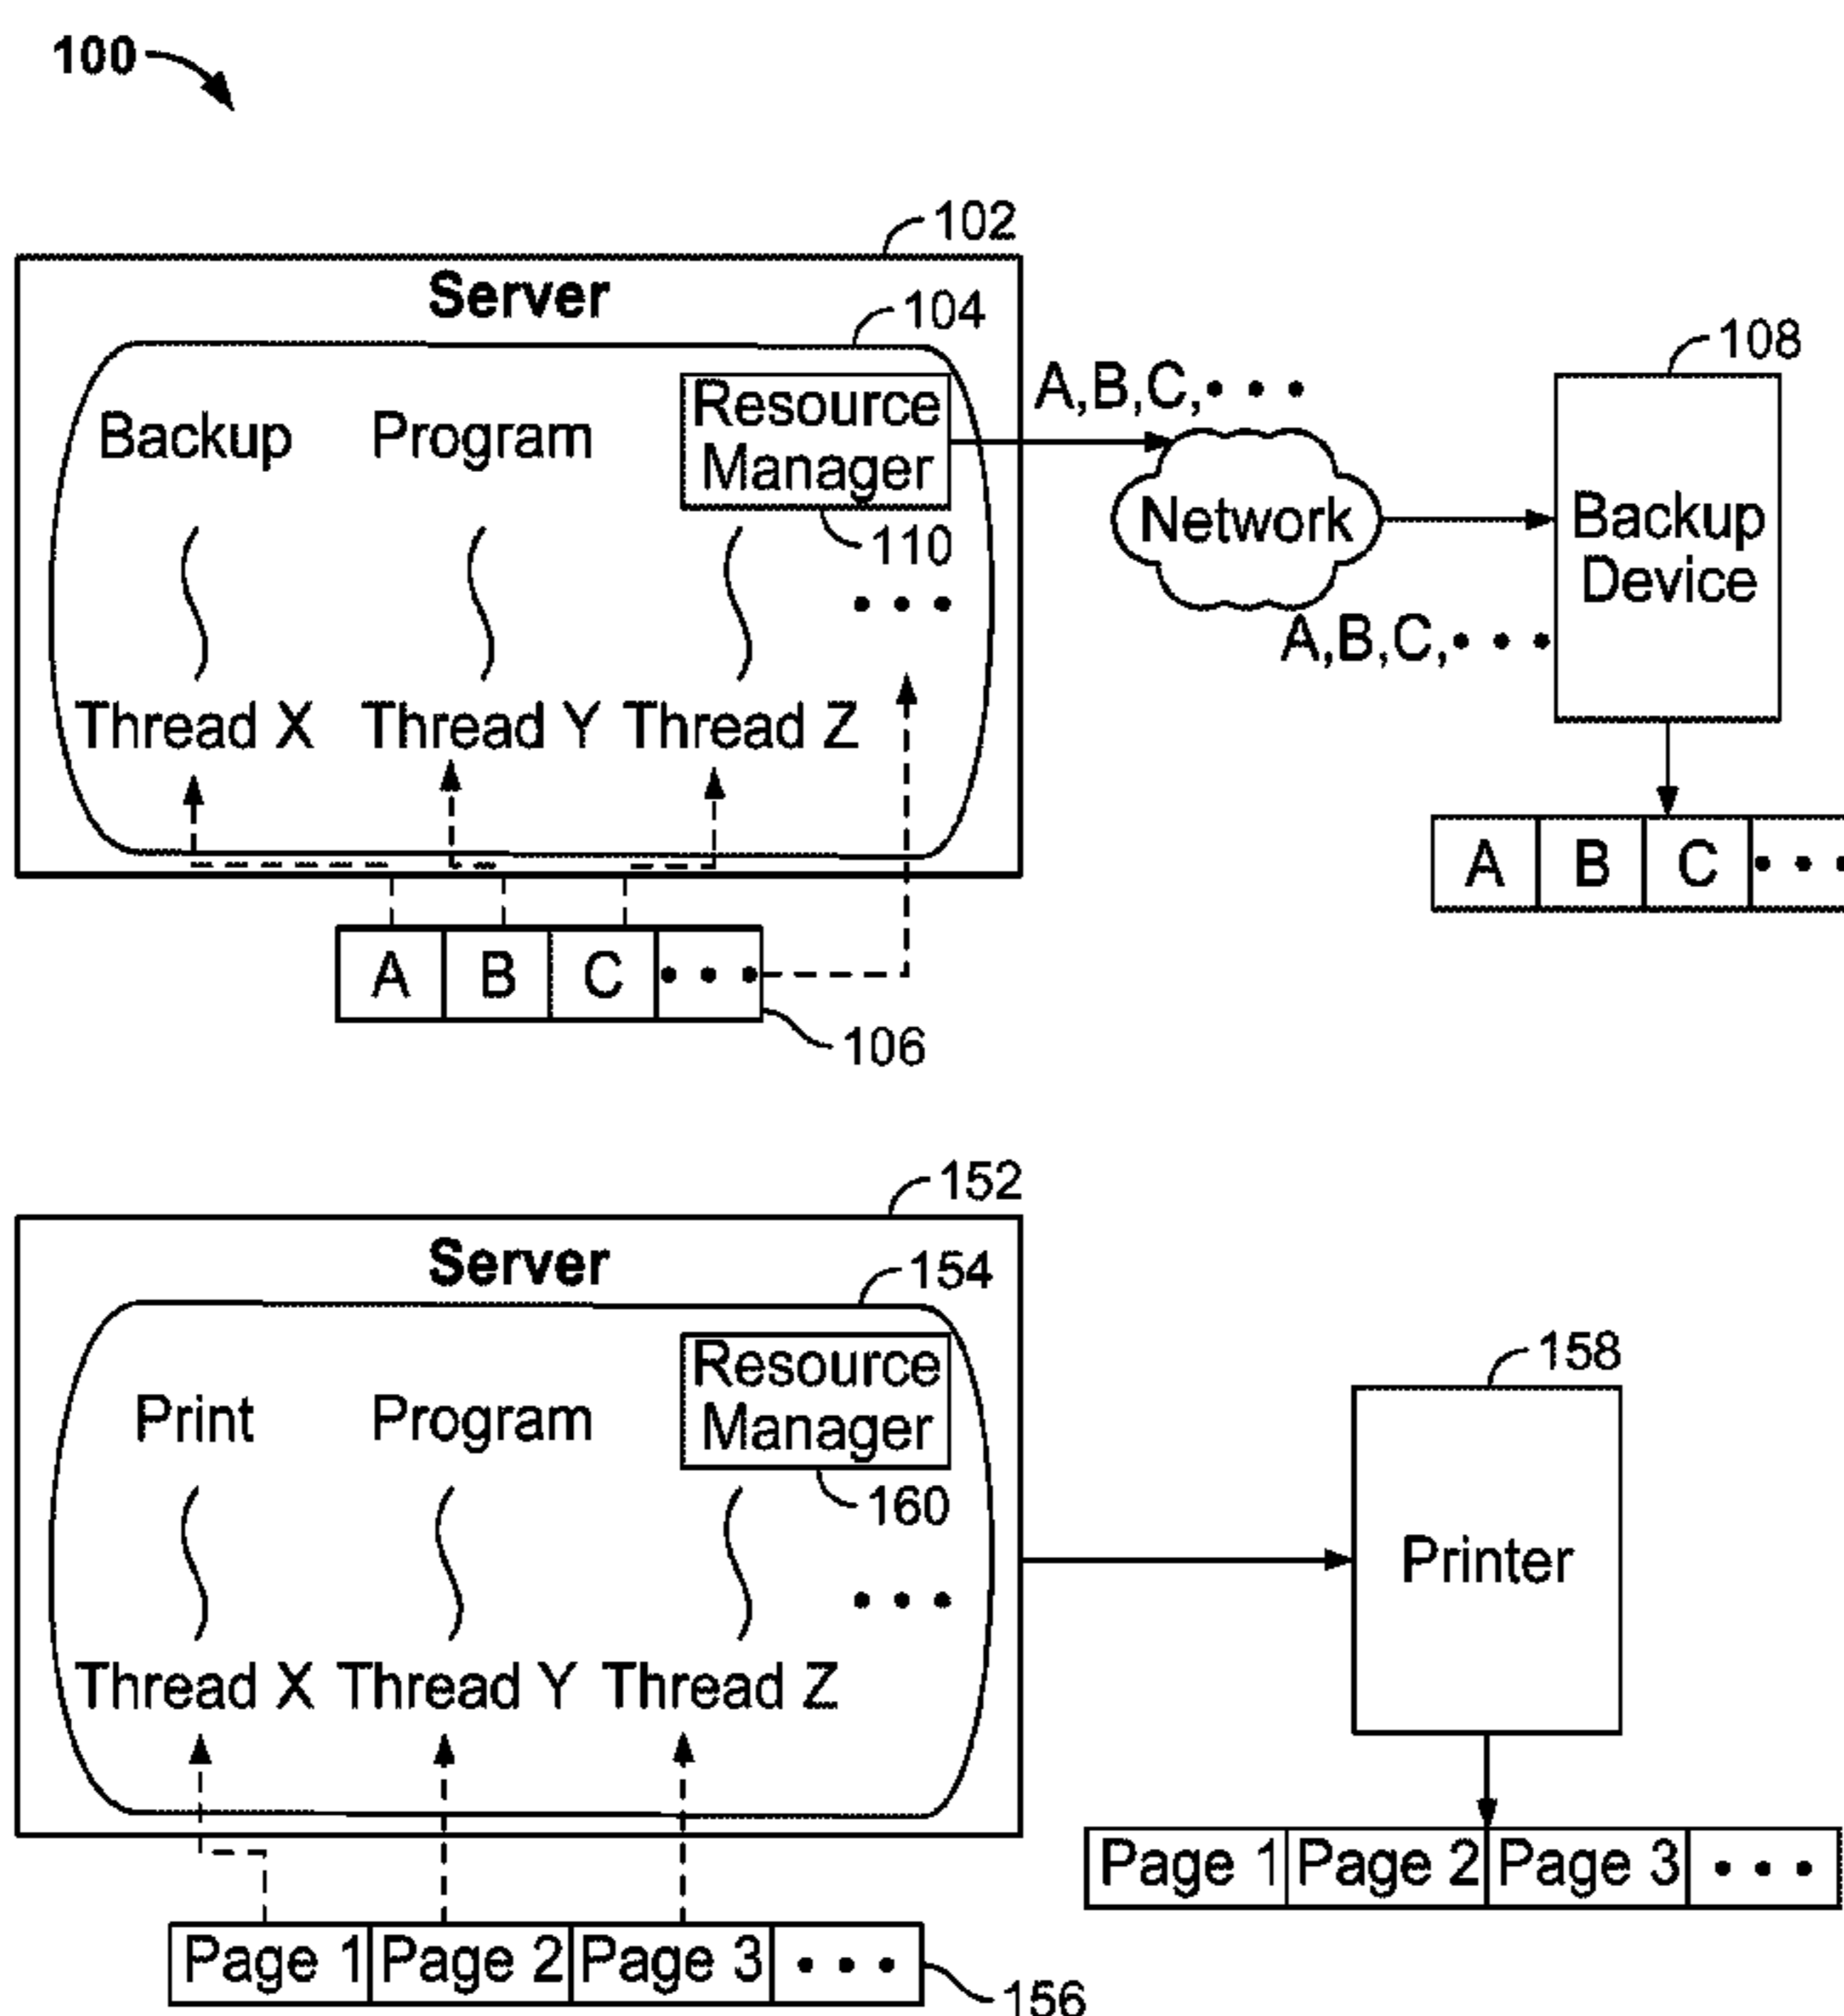 100
102
Server
104
108
Backup Program
Resource
Manager
A,B,C,• • •
Network
Backup
Device
110
• • •
A,B,C,• • •
Thread X Thread Y Thread Z
A B C • • •
A B C • • •
106
152
Server
154
158
Print Program
Resource
Manager
160
Printer
• • •
Thread X Thread Y Thread Z
Page 1 Page 2 Page 3 • • •
Page 1 Page 2 Page 3 • • •
156